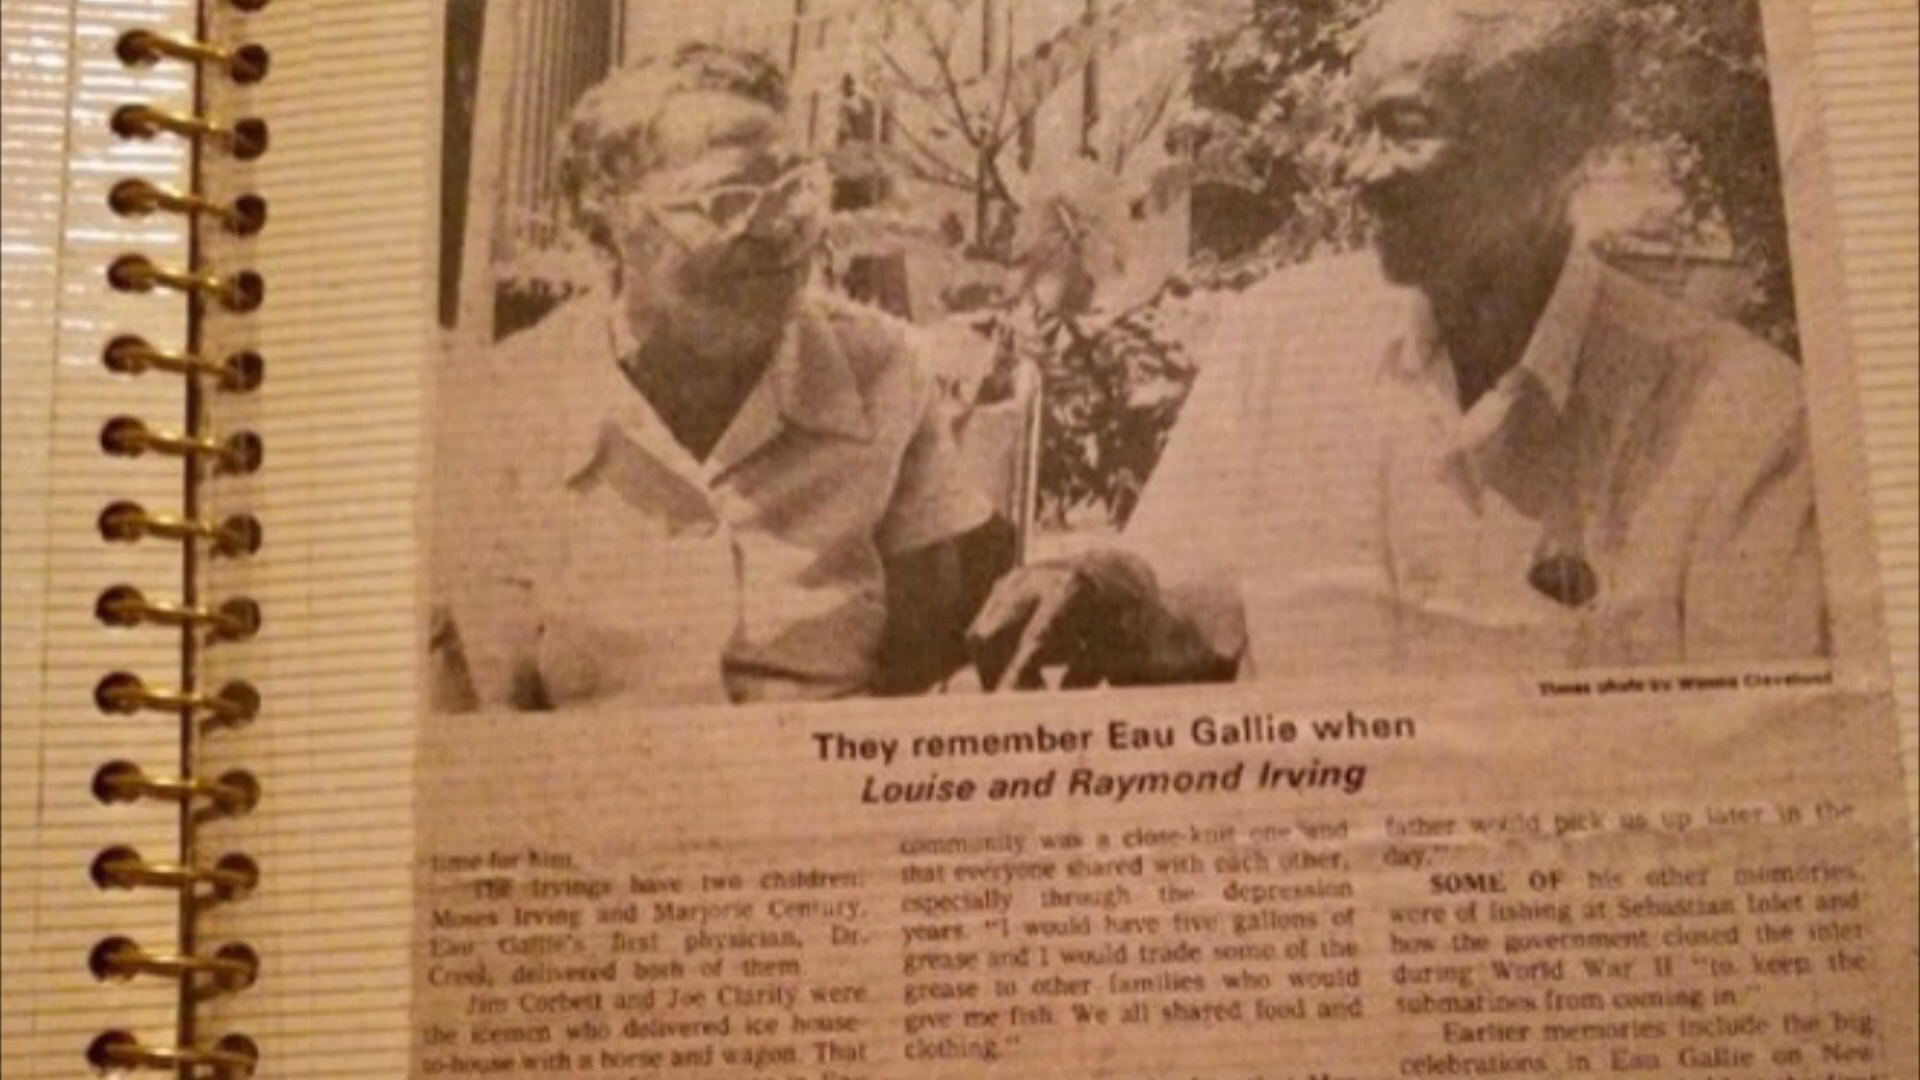 Times photo by Cleveland
They remember Eau Gallie when
Louise and Raymond Irving
time for him.
The Irvings have two children:
Moses Irving and Marjorie Century.
Eau Gallie's first physician, Dr.
Creel, delivered both of them
Jim Corbett and Joe Clarify were
the icemen who delivered ice house-
to-house with a horse and wagon. That
community was a close-knit one and
that everyone shared with each other,
especially through the depression
years. "I would have five gallons of
grease and I would trade some of the
grease to other families who would
give me fish. We all shared food and
clothing."
father would pick us up later in the
day."
SOME OF his other memories
were of fishing at Sebastian Inlet and
how the government closed the inlet
during World War II "to keep the
submarines from coming in."
Earlier memories include the big
celebrations in Eau Gallie on New